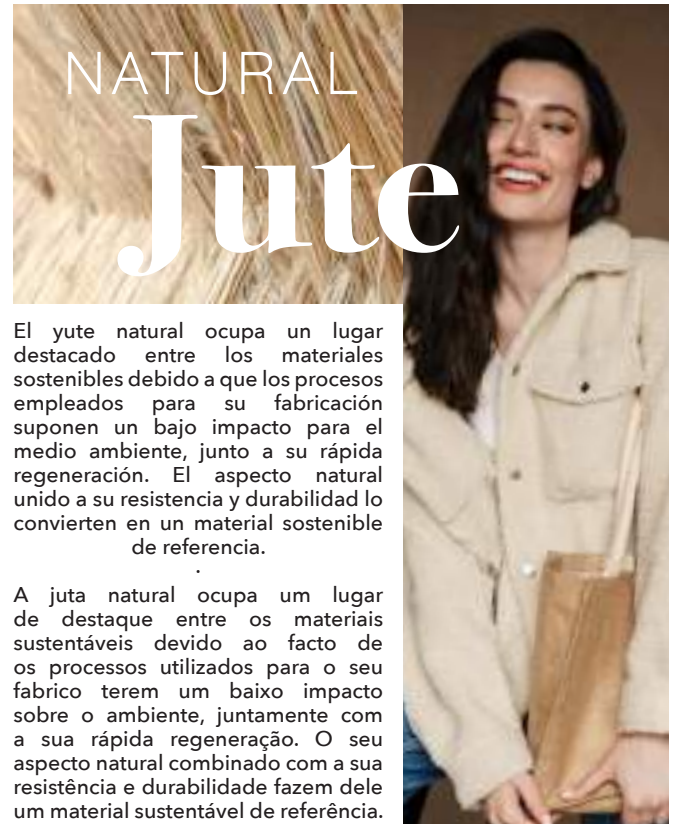 NATURAL
Jute
El yute natural ocupa un lugar
destacado entre los materiales
sostenibles debido a que los procesos
empleados para su fabricación
suponen un bajo impacto para el
medio ambiente, junto a su rápida
regeneración. El aspecto natural
unido a su resistencia y durabilidad lo
convierten en un material sostenible
de referencia.
.
A juta natural ocupa um lugar
de destaque entre os materiais
sustentáveis devido ao facto de
os processos utilizados para o seu
fabrico terem um baixo impacto
sobre o ambiente, juntamente com
a sua rápida regeneração. O seu
aspecto natural combinado com a sua
resistência e durabilidade fazem dele
um material sustentável de referência.